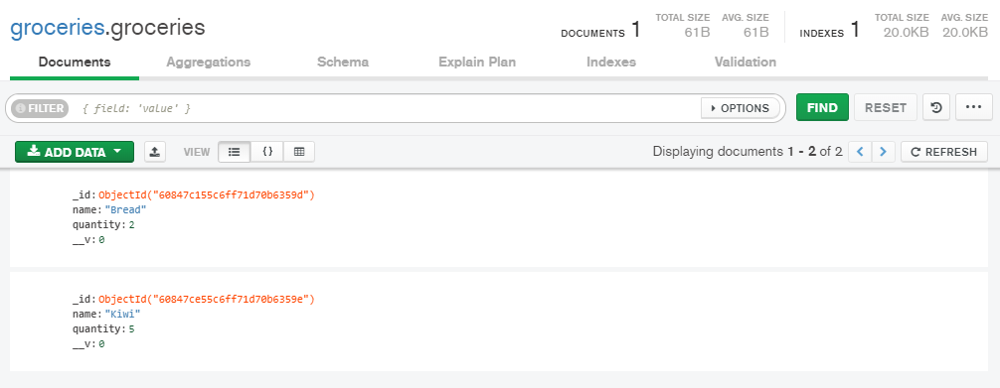 groceries.groceries
DOCUMENTS 1 TOTAL SIZE 61B AVG. SIZE 61B INDEXES 1 TOTAL SIZE 20.0KB AVG. SIZE 20.0KB
Documents Aggregations Schema Explain Plan Indexes Validation
FILTER { field: 'value' } OPTIONS FIND RESET ...
ADD DATA VIEW {} Displaying documents 1 - 2 of 2 < > REFRESH
_id: ObjectId("60847c155c6ff71d70b6359d")
name: "Bread"
quantity: 2
__v: 0
_id: ObjectId("60847ce55c6ff71d70b6359e")
name: "Kiwi"
quantity: 5
__v: 0